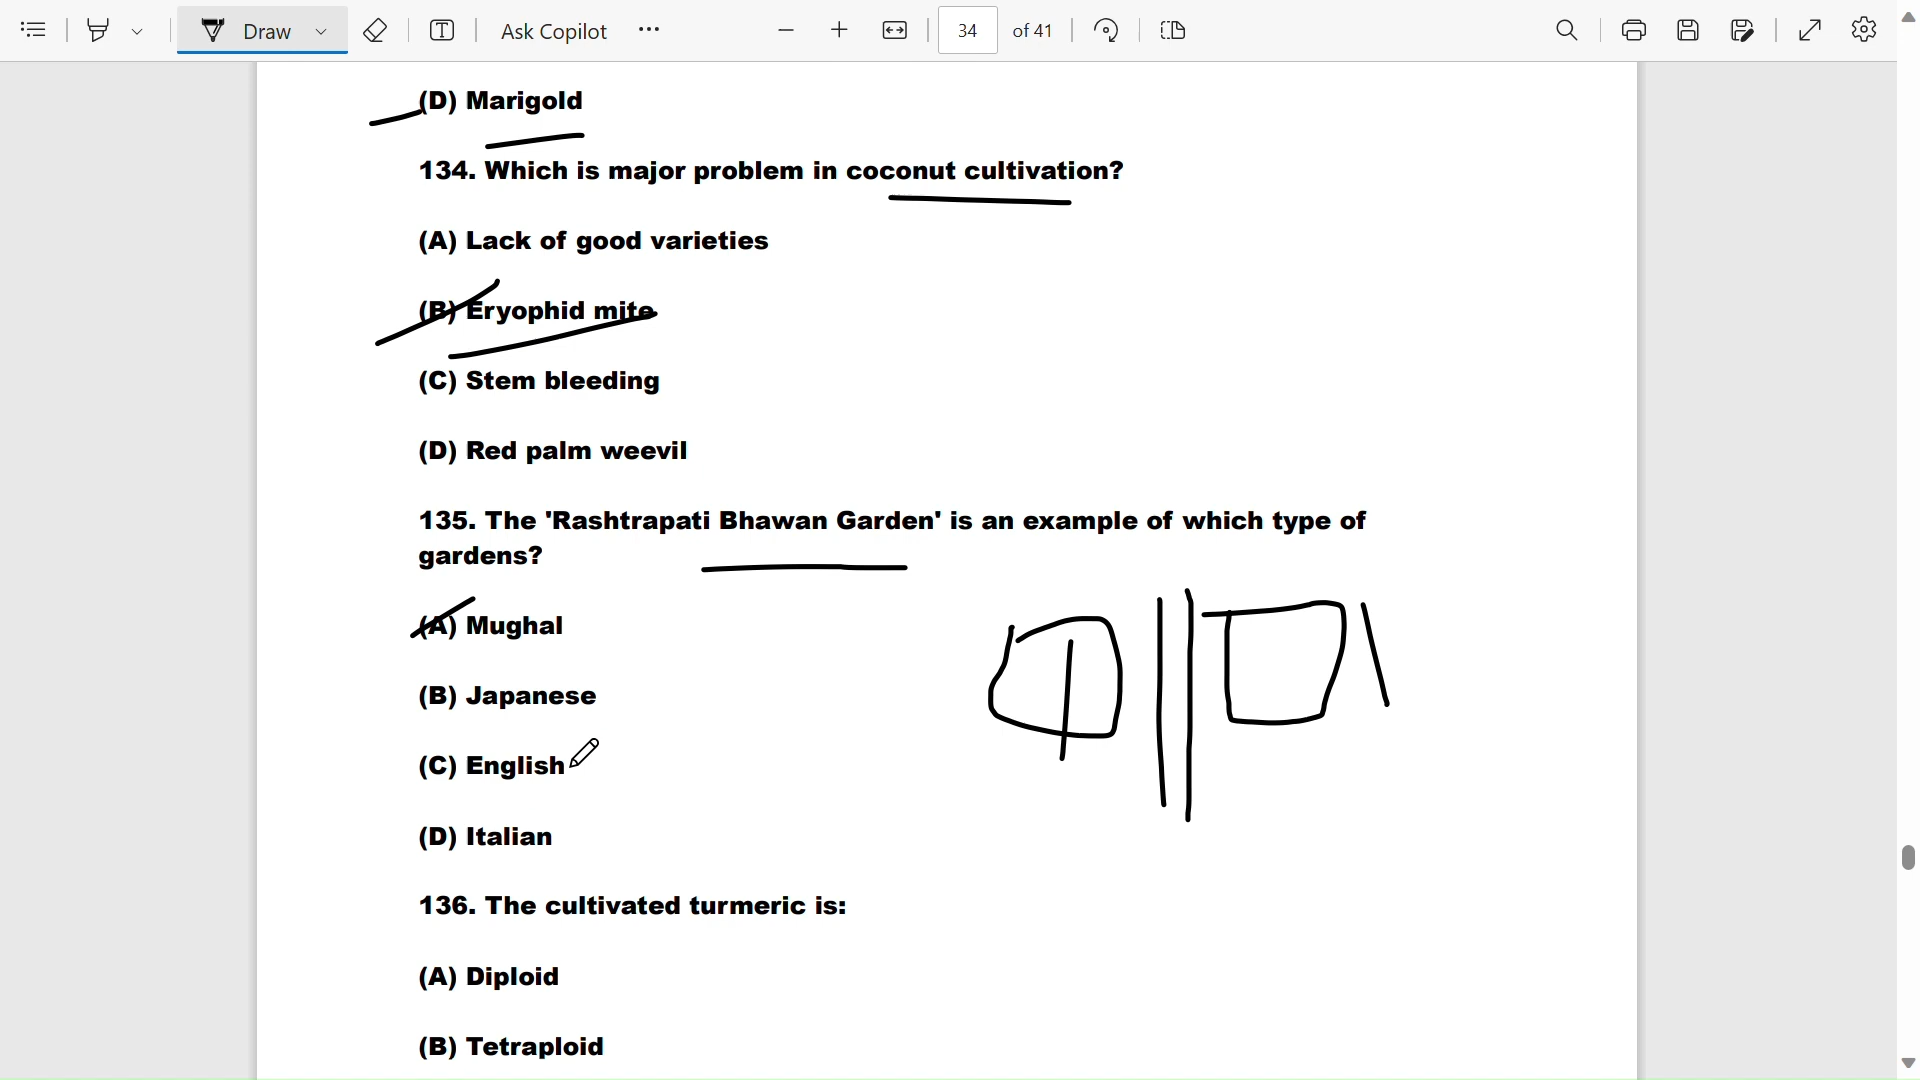 Draw
Ask Copilot
34 of 41
(D) Marigold
134. Which is major problem in coconut cultivation?
(A) Lack of good varieties
(B) Eryophid mite
(C) Stem bleeding
(D) Red palm weevil
135. The 'Rashtrapati Bhawan Garden' is an example of which type of
gardens?
(A) Mughal
(B) Japanese
(C) English
(D) Italian
136. The cultivated turmeric is:
(A) Diploid
(B) Tetraploid